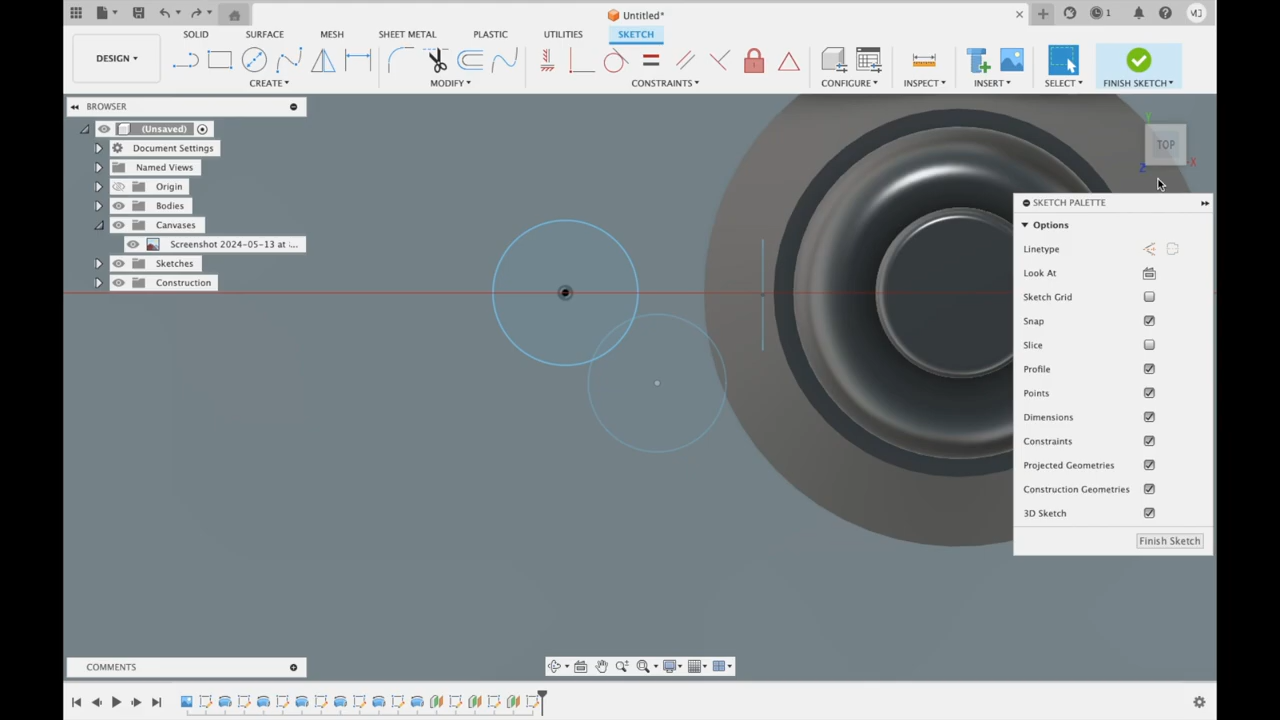 Untitled*
1
MJ
DESIGN
SOLID
SURFACE
MESH
SHEET METAL
PLASTIC
UTILITIES
SKETCH
CREATE
MODIFY
CONSTRAINTS
CONFIGURE
INSPECT
INSERT
SELECT
FINISH SKETCH
BROWSER
(Unsaved)
Document Settings
Named Views
Origin
Bodies
Canvases
Screenshot 2024-05-13 at :...
Sketches
Construction
TOP
Y
X
Z
SKETCH PALETTE
Options
Linetype
Look At
Sketch Grid
Snap
Slice
Profile
Points
Dimensions
Constraints
Projected Geometries
Construction Geometries
3D Sketch
Finish Sketch
COMMENTS